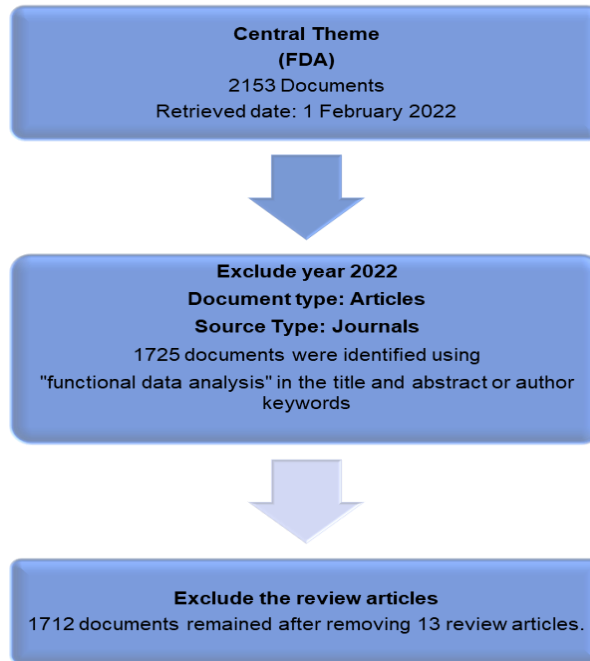 Central Theme
(FDA)
2153 Documents
Retrieved date: 1 February 2022
Exclude year 2022
Document type: Articles
Source Type: Journals
1725 documents were identified using
"functional data analysis" in the title and abstract or author
keywords
Exclude the review articles
1712 documents remained after removing 13 review articles.